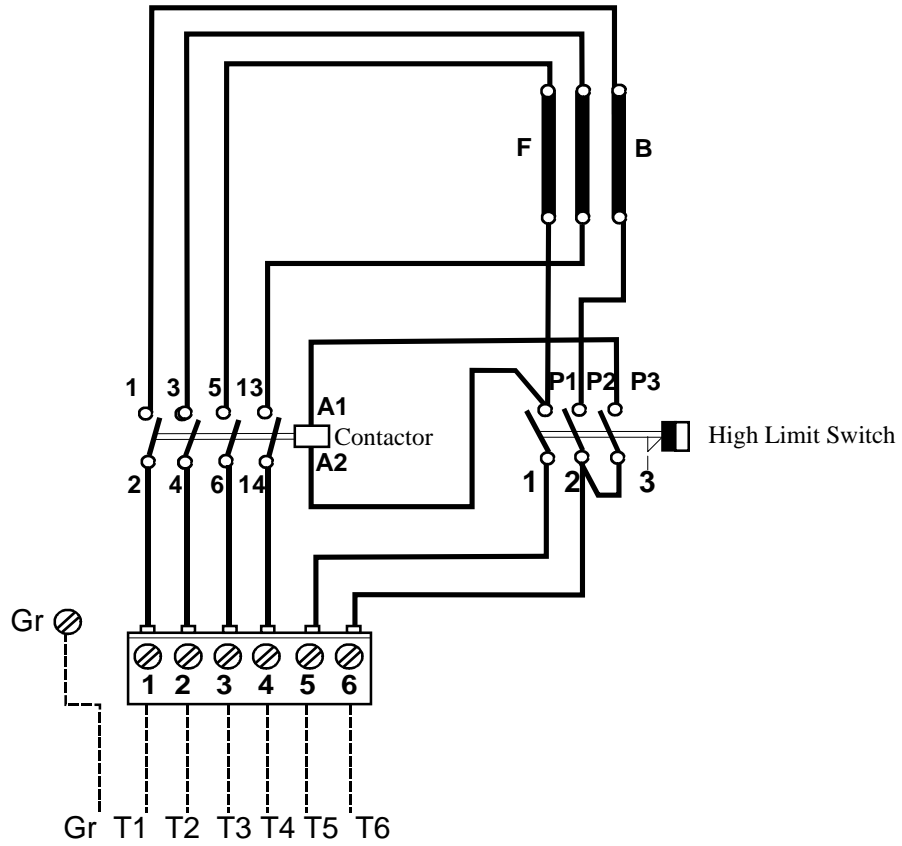 F B
1 3 5 13 A1 P1 P2 P3
Contactor High Limit Switch
A2
2 4 6 14 1 2 3
Gr
1 2 3 4 5 6
Gr T1 T2 T3 T4 T5 T6